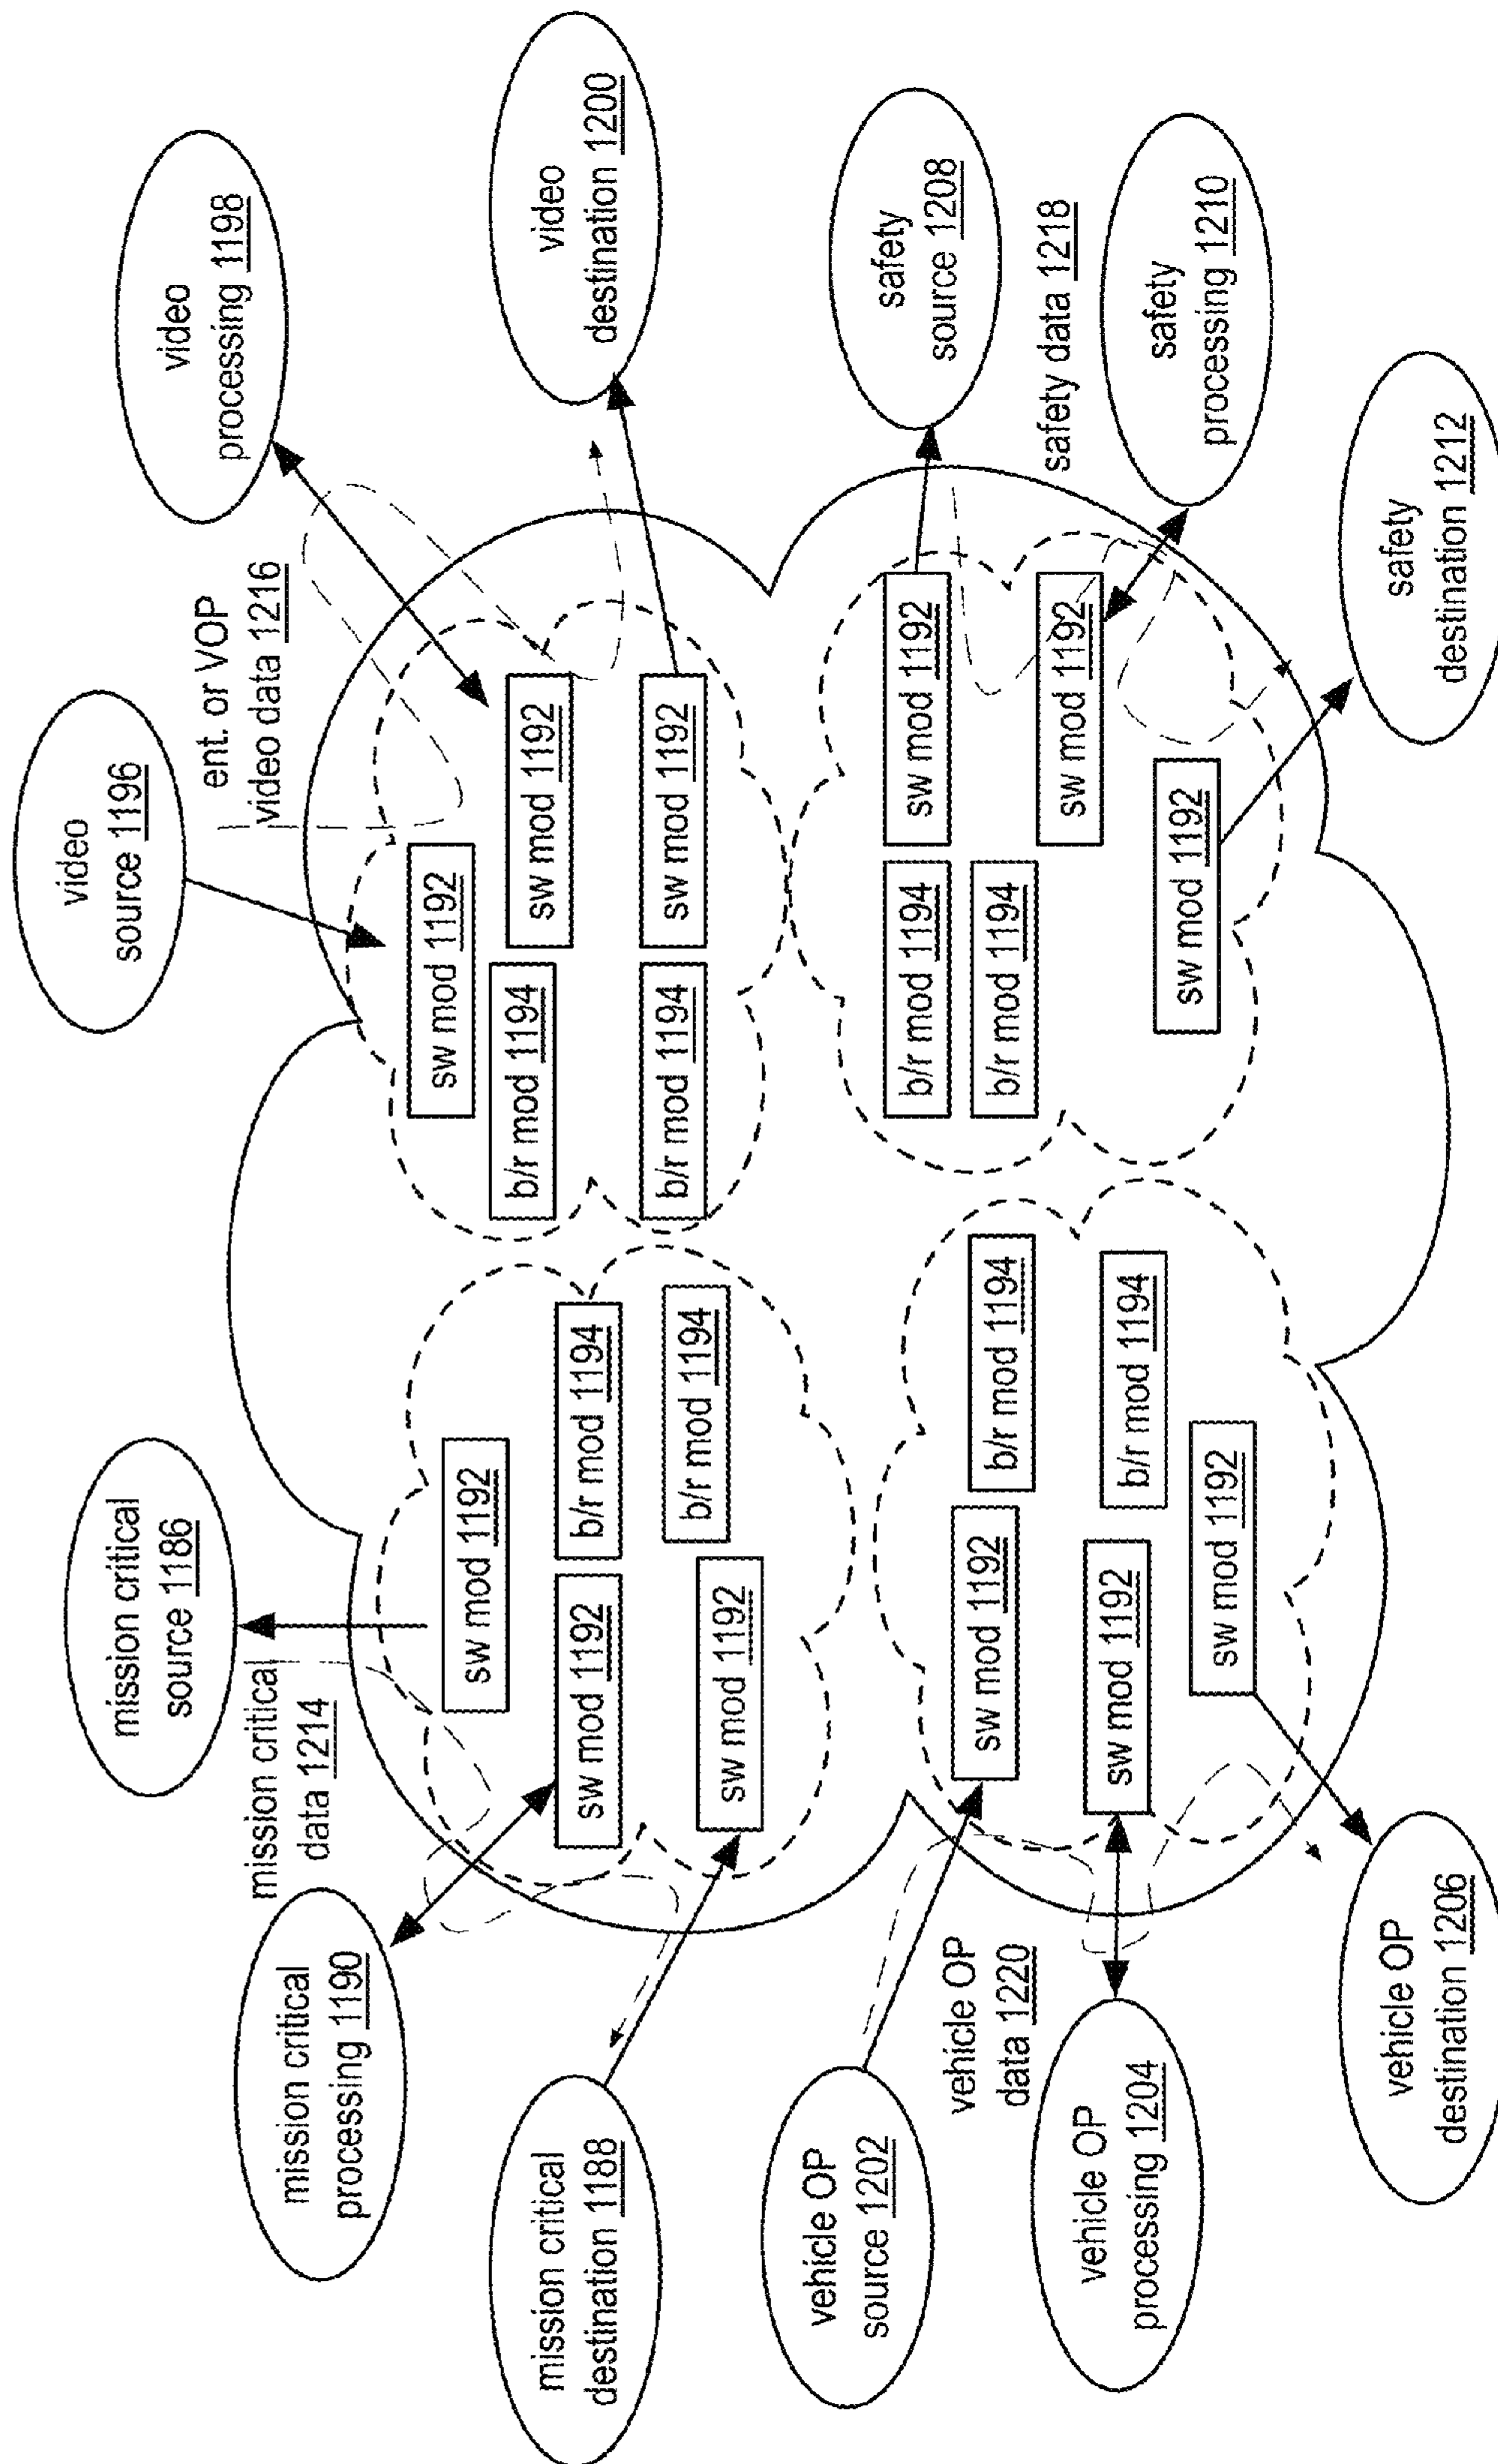 mission critical
source 1186
mission critical
data 1214
mission critical
processing 1190
mission critical
destination 1188
sw mod 1192
sw mod 1192
b/r mod 1194
sw mod 1192
b/r mod 1194
video
source 1196
ent. or VOP
video data 1216
video
processing 1198
video
destination 1200
sw mod 1192
b/r mod 1194
sw mod 1192
b/r mod 1194
sw mod 1192
vehicle OP
source 1202
vehicle OP
data 1220
vehicle OP
processing 1204
vehicle OP
destination 1206
sw mod 1192
b/r mod 1194
sw mod 1192
b/r mod 1194
sw mod 1192
b/r mod 1194
sw mod 1192
b/r mod 1194
sw mod 1192
sw mod 1192
safety
source 1208
safety data 1218
safety
processing 1210
safety
destination 1212